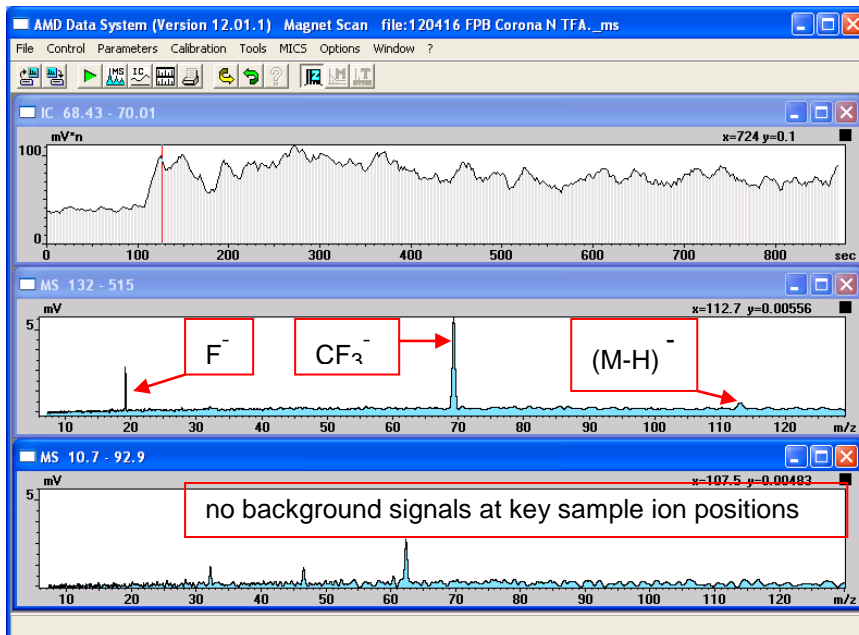 AMD Data System (Version 12.01.1) Magnet Scan file:120416 FPB Corona N TFA._ms
File Control Parameters Calibration Tools MICS Options Window ?
MS IC M T
IC 68.43 - 70.01
mV*n x=724 y=0.1
100
0
0 100 200 300 400 500 600 700 800 sec
MS 132 - 515
mV x=112.7 y=0.00556
5
F- CF3- (M-H) -
10 20 30 40 50 60 70 80 90 100 110 120 m/z
MS 10.7 - 92.9
mV x=107.5 y=0.00483
5
no background signals at key sample ion positions
10 20 30 40 50 60 70 80 90 100 110 120 m/z